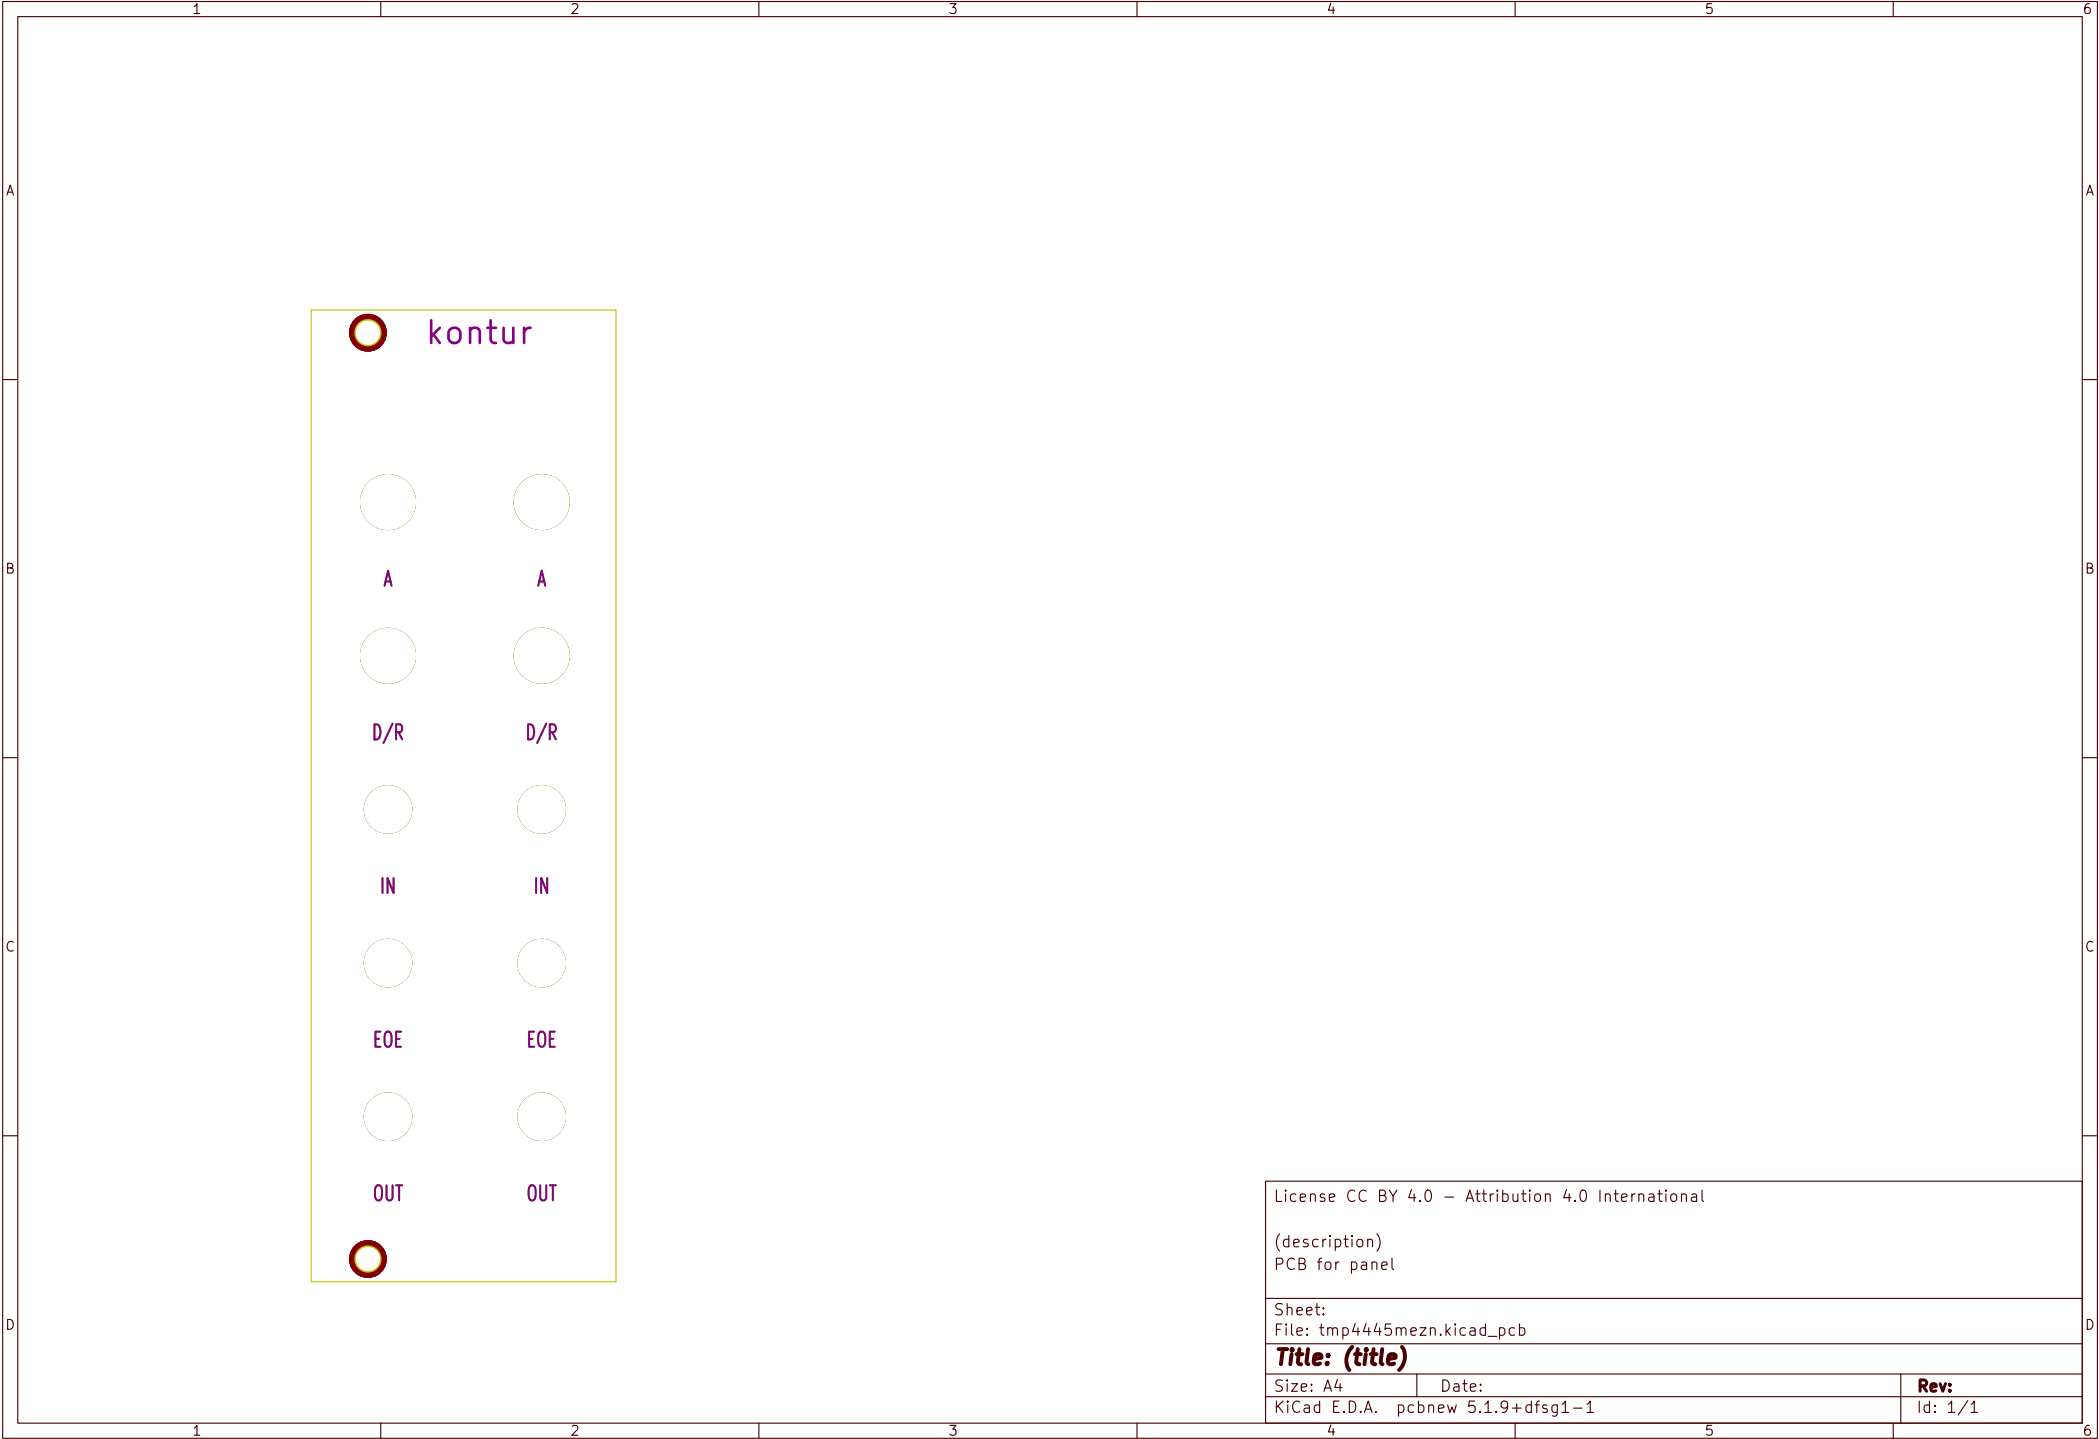 1 2 3 4 5 6
A A
kontur
B A A B
D/R D/R
IN IN
C C
EOE EOE
OUT OUT
License CC BY 4.0 – Attribution 4.0 International
(description)
PCB for panel
Sheet:
D File: tmp4445mezn.kicad_pcb D
Title: (title)
Size: A4 Date: Rev:
KiCad E.D.A. pcbnew 5.1.9+dfsg1-1 Id: 1/1
1 2 3 4 5 6